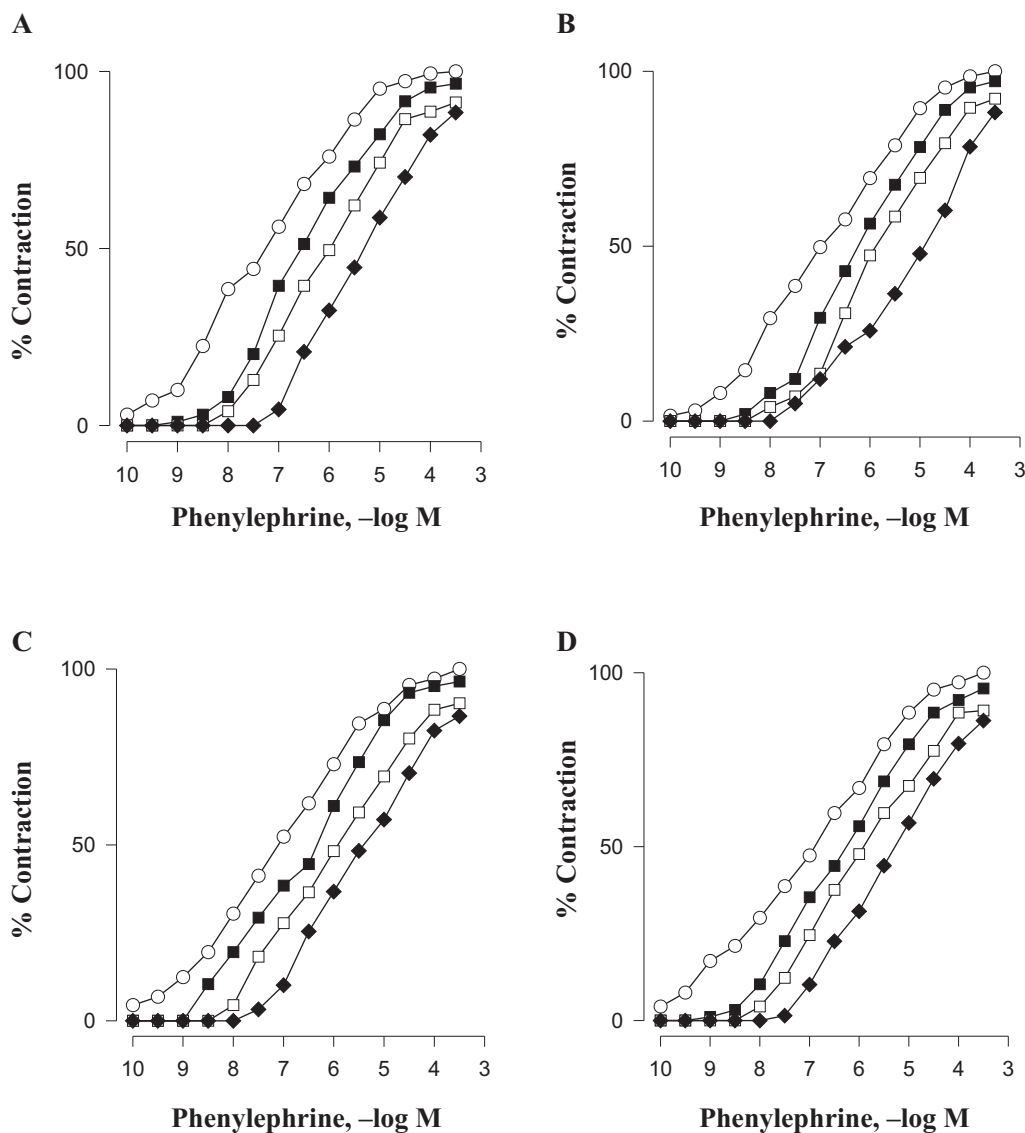 A
100
50
0
% Contraction
10 9 8 7 6 5 4 3
Phenylephrine, –log M
B
100
50
0
% Contraction
10 9 8 7 6 5 4 3
Phenylephrine, –log M
C
100
50
0
% Contraction
10 9 8 7 6 5 4 3
Phenylephrine, –log M
D
100
50
0
% Contraction
10 9 8 7 6 5 4 3
Phenylephrine, –log M